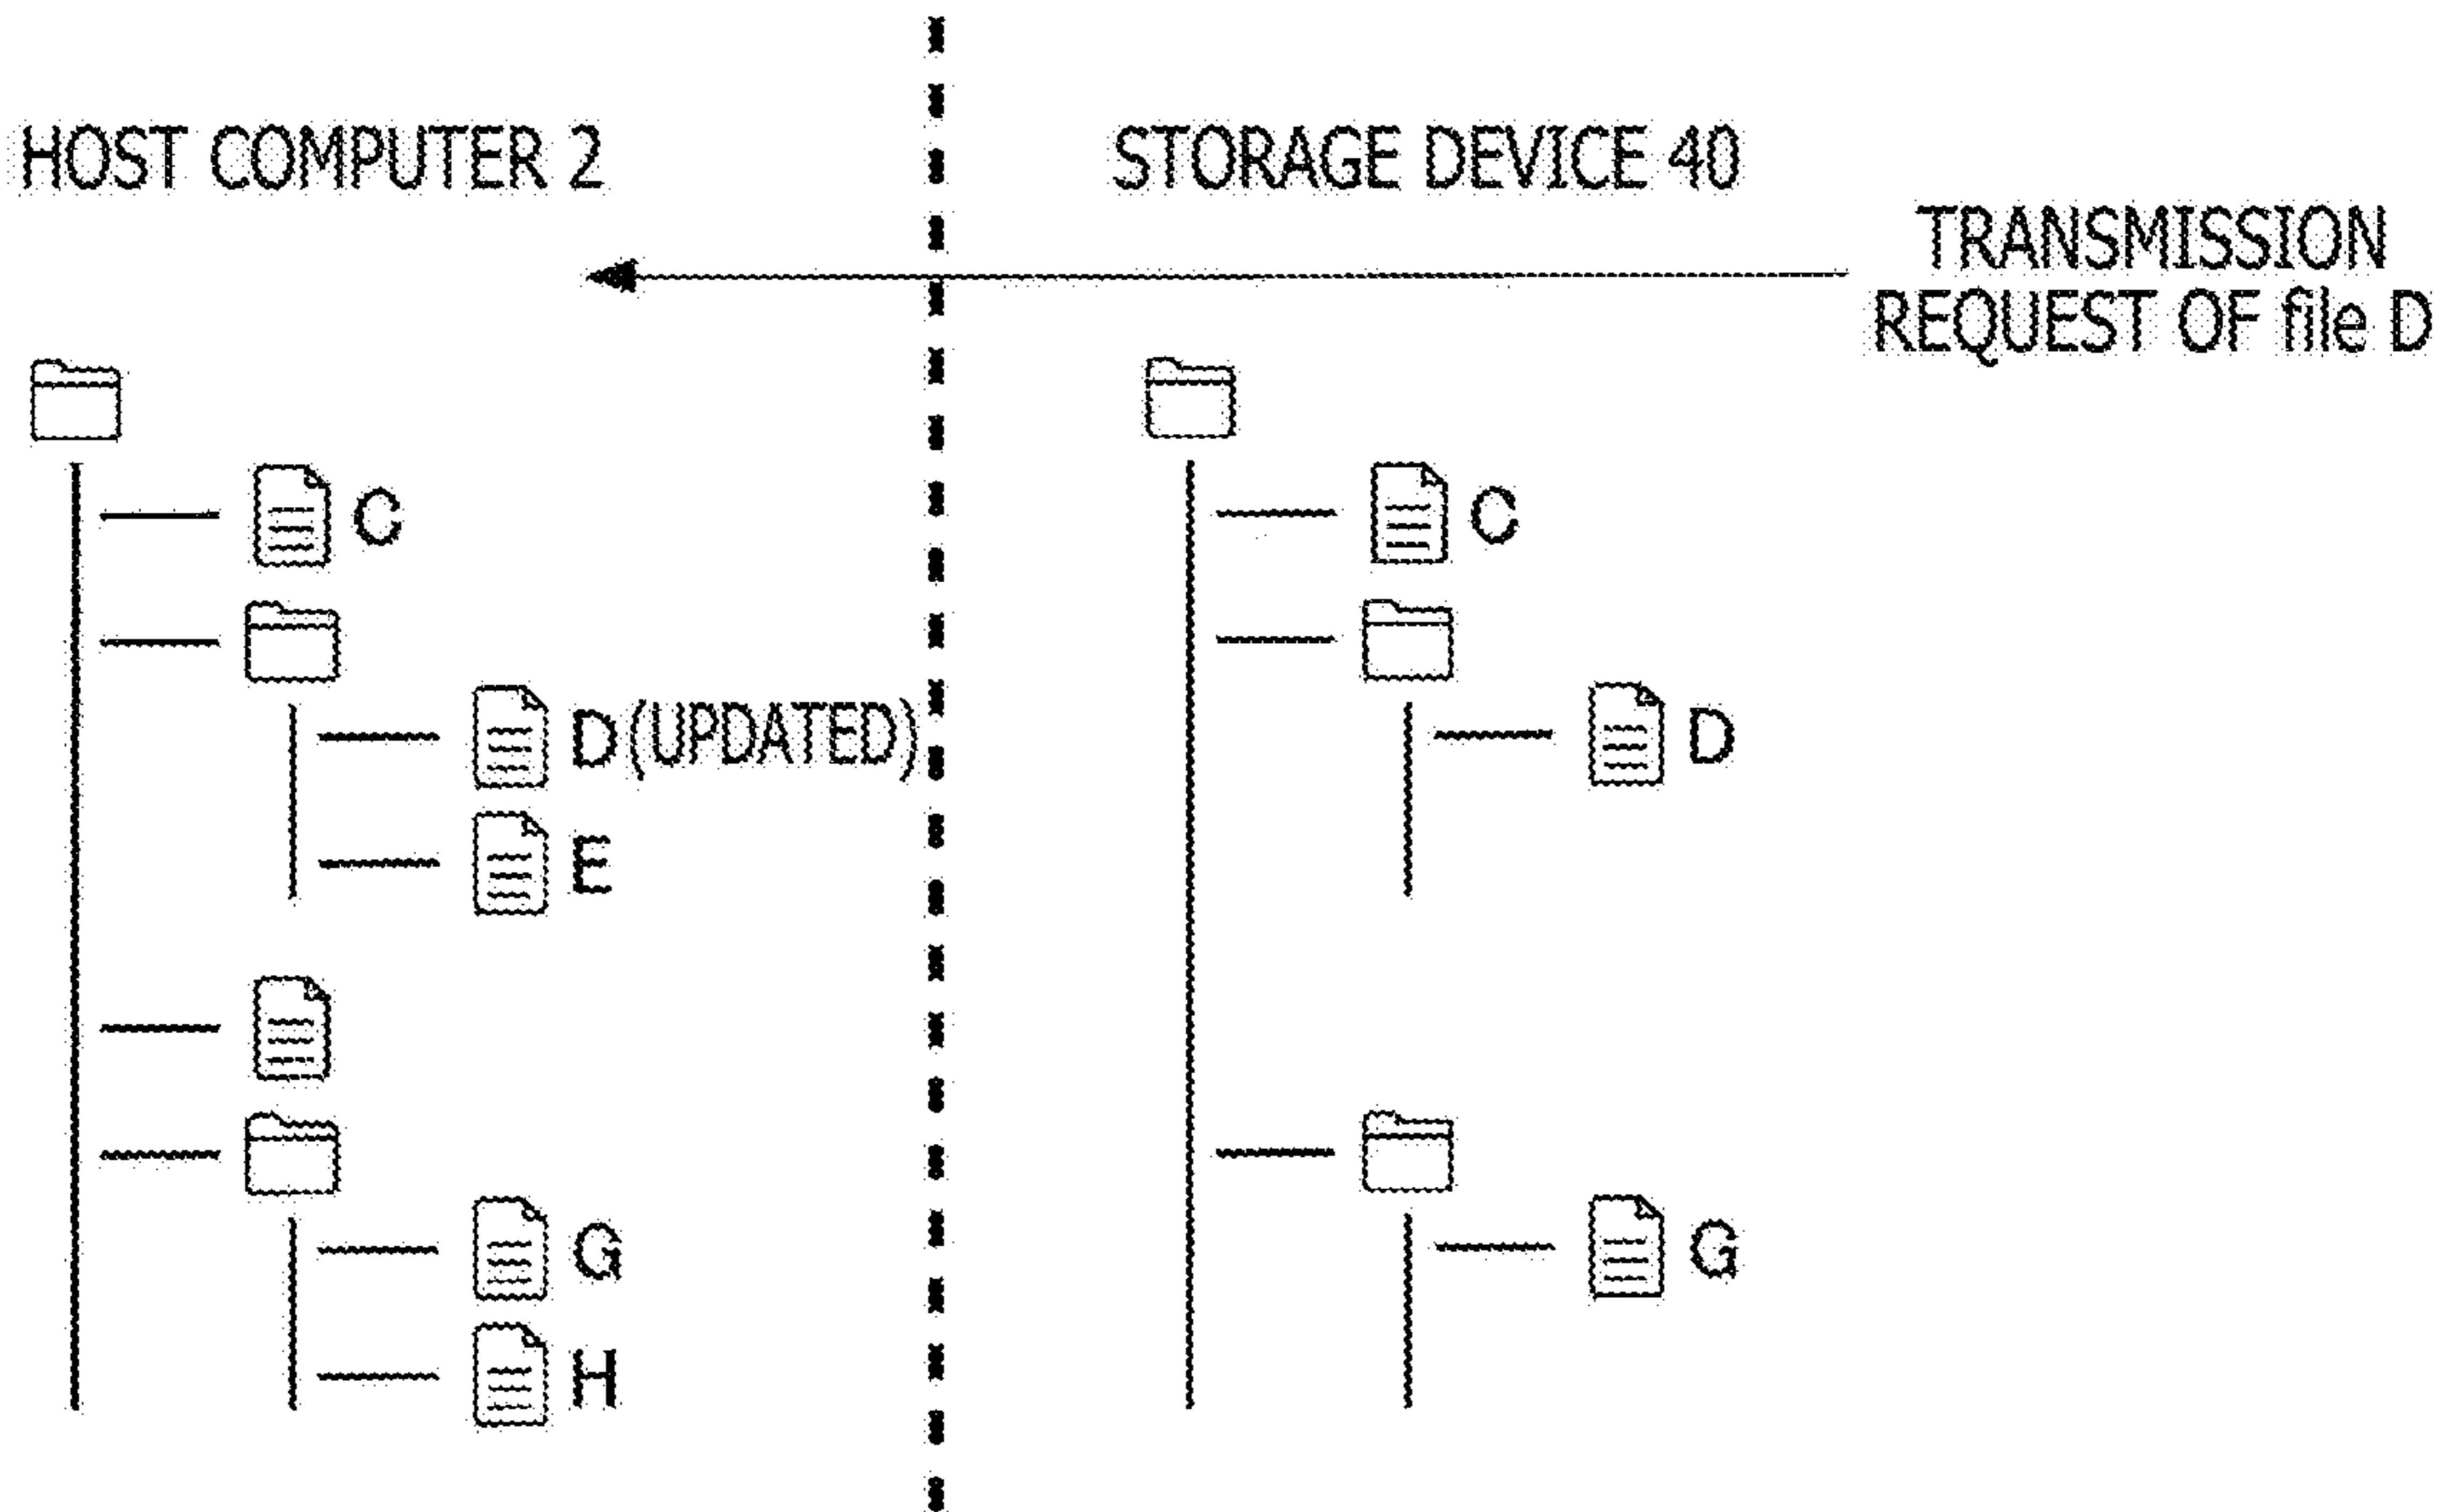 HOST COMPUTER 2
STORAGE DEVICE 40
TRANSMISSION
REQUEST OF file D
C
D (UPDATED)
E
G
H
C
D
G